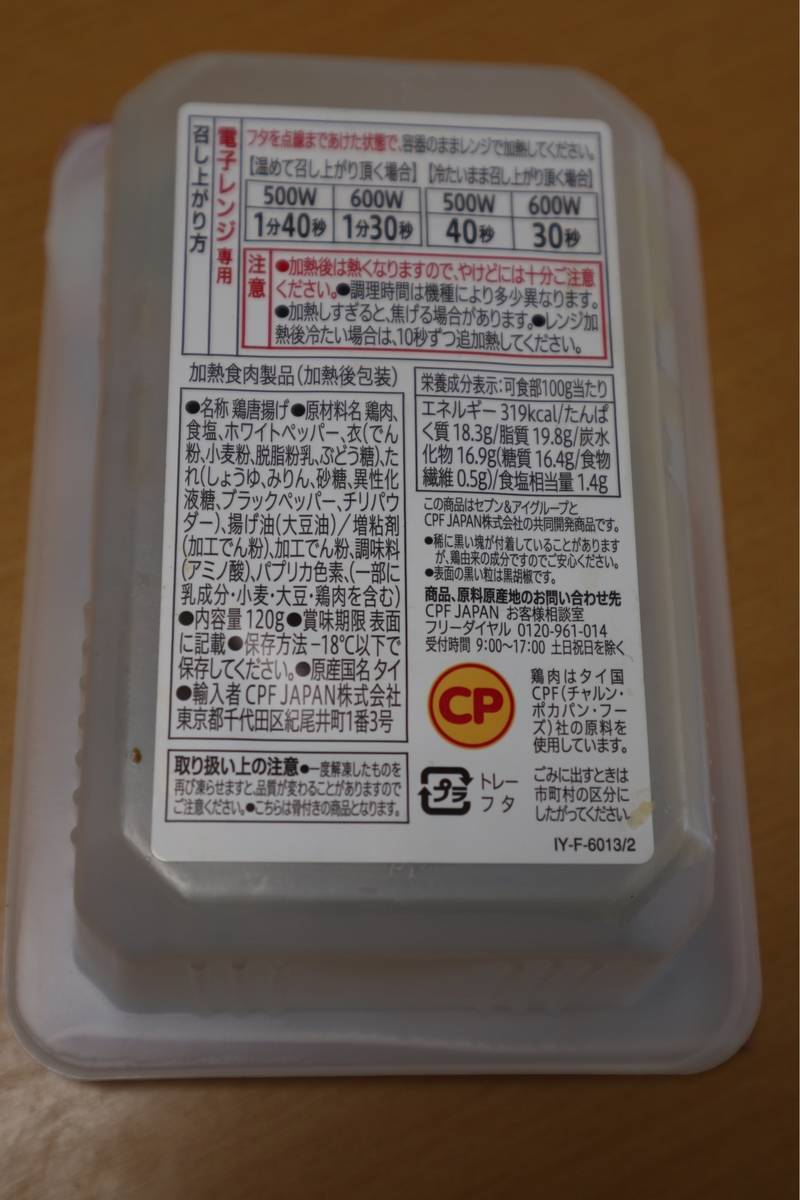 召し上がり方
電子レンジ専用
フタを点線まであけた状態で、容器のままレンジで加熱してください。
【温めて召し上がり頂く場合】【冷たいまま召し上がり頂く場合】
500W 600W 500W 600W
1分40秒 1分30秒 40秒 30秒
注意
●加熱後は熱くなりますので、やけどには十分ご注意
ください。●調理時間は機種により多少異なります。
●加熱しすぎると、焦げる場合があります。●レンジ加
熱後冷たい場合は、10秒ずつ追加熱してください。
加熱食肉製品(加熱後包装)
●名称 鶏唐揚げ●原材料名 鶏肉、
食塩、ホワイトペッパー、衣(でん
粉、小麦粉、脱脂粉乳、ぶどう糖)、た
れ(しょうゆ、みりん、砂糖、異性化
液糖、ブラックペッパー、チリパウ
ダー)、揚げ油(大豆油)/増粘剤
(加工でん粉)、加工でん粉、調味料
(アミノ酸)、パプリカ色素、(一部に
乳成分・小麦・大豆・鶏肉を含む)
●内容量 120g●賞味期限 表面
に記載●保存方法 −18℃以下で
保存してください。●原産国名 タイ
●輸入者 CPF JAPAN株式会社
東京都千代田区紀尾井町1番3号
取り扱い上の注意●一度解凍したものを
再び凍らせますと、品質が変わることがありますので
ご注意ください。●こちらは骨付きの商品となります。
栄養成分表示:可食部100g当たり
エネルギー 319kcal/たんぱ
く質 18.3g/脂質 19.8g/炭水
化物 16.9g(糖質 16.4g/食物
繊維 0.5g)/食塩相当量 1.4g
この商品はセブン&アイグループと
CPF JAPAN株式会社の共同開発商品です。
●稀に黒い塊が付着していることがあります
が、鶏由来の成分ですのでご安心ください。
●表面の黒い粒は黒胡椒です。
商品、原料原産地のお問い合わせ先
CPF JAPAN お客様相談室
フリーダイヤル 0120-961-014
受付時間 9:00〜17:00 土日祝日を除く
CP
鶏肉はタイ国
CPF(チャルン・
ポカパン・フー
ズ)社の原料を
使用しています。
プラ
トレー
フタ
ごみに出すときは
市町村の区分に
したがってください。
IY-F-6013/2